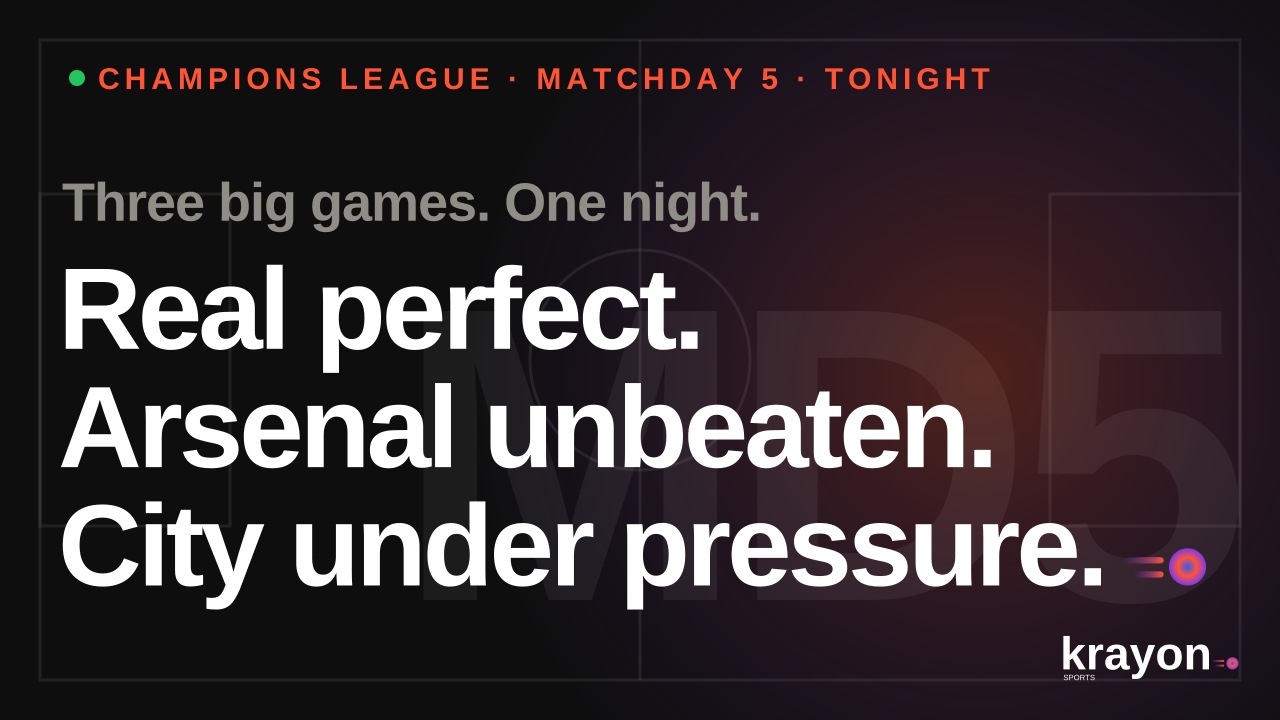 CHAMPIONS LEAGUE · MATCHDAY 5 · TONIGHT
Three big games. One night.
Real perfect.
Arsenal unbeaten.
City under pressure.
MD5
krayon
SPORTS